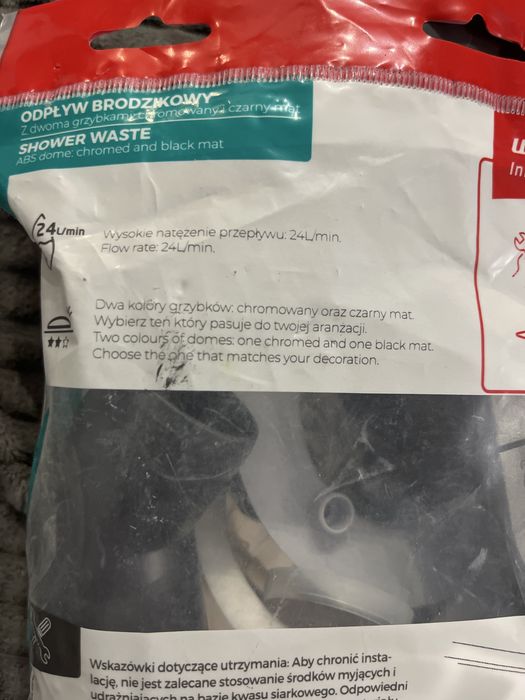 ODPŁYW BRODZIKOWY
Z dwoma grzybkami: chromowany i czarny mat
SHOWER WASTE
ABS dome: chromed and black mat
24L/min
Wysokie natężenie przepływu: 24L/min.
Flow rate: 24L/min.
Dwa kolory grzybków: chromowany oraz czarny mat.
Wybierz ten który pasuje do twojej aranżacji.
Two colours of domes: one chromed and one black mat.
Choose the one that matches your decoration.
Wskazówki dotyczące utrzymania: Aby chronić insta-
lację, nie jest zalecane stosowanie środków myjących i
udrażniających na bazie kwasu siarkowego. Odpowiedni